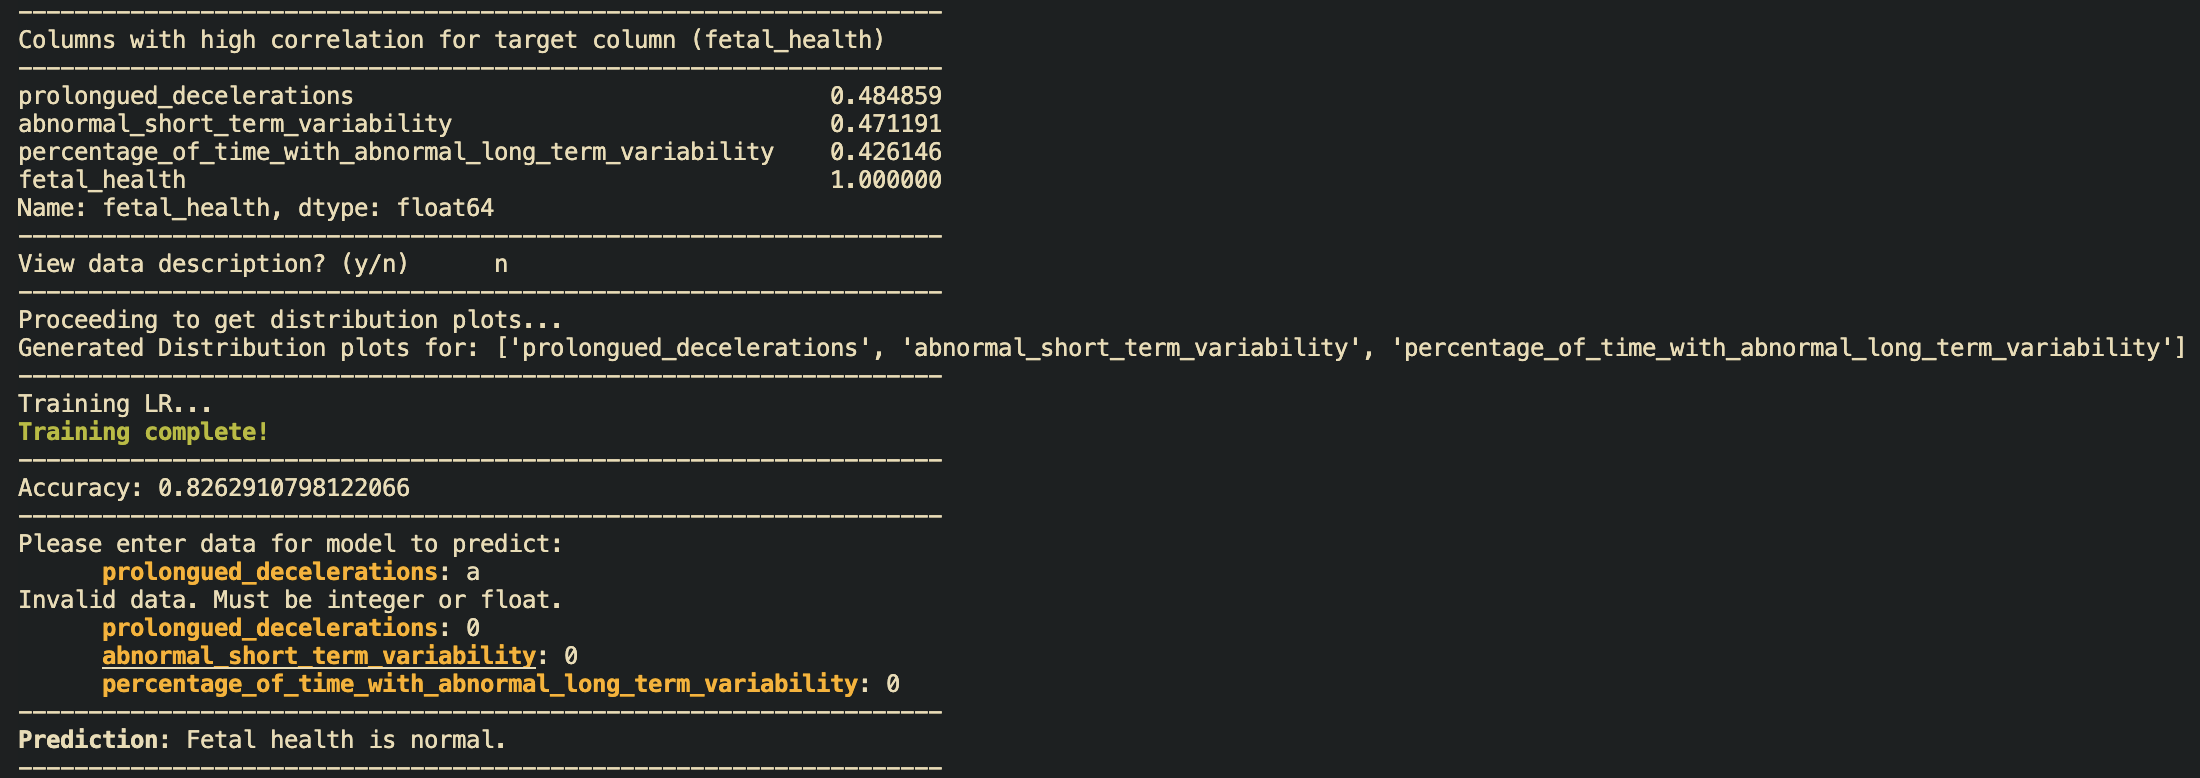 ------------------------------------------------------------------
Columns with high correlation for target column (fetal_health)
------------------------------------------------------------------
prolongued_decelerations                                  0.484859
abnormal_short_term_variability                           0.471191
percentage_of_time_with_abnormal_long_term_variability    0.426146
fetal_health                                              1.000000
Name: fetal_health, dtype: float64
------------------------------------------------------------------
View data description? (y/n)      n
------------------------------------------------------------------
Proceeding to get distribution plots...
Generated Distribution plots for: ['prolongued_decelerations', 'abnormal_short_term_variability', 'percentage_of_time_with_abnormal_long_term_variability']
------------------------------------------------------------------
Training LR...
Training complete!
------------------------------------------------------------------
Accuracy: 0.8262910798122066
------------------------------------------------------------------
Please enter data for model to predict:
      prolongued_decelerations: a
Invalid data. Must be integer or float.
      prolongued_decelerations: 0
      abnormal_short_term_variability: 0
      percentage_of_time_with_abnormal_long_term_variability: 0
------------------------------------------------------------------
Prediction: Fetal health is normal.
------------------------------------------------------------------